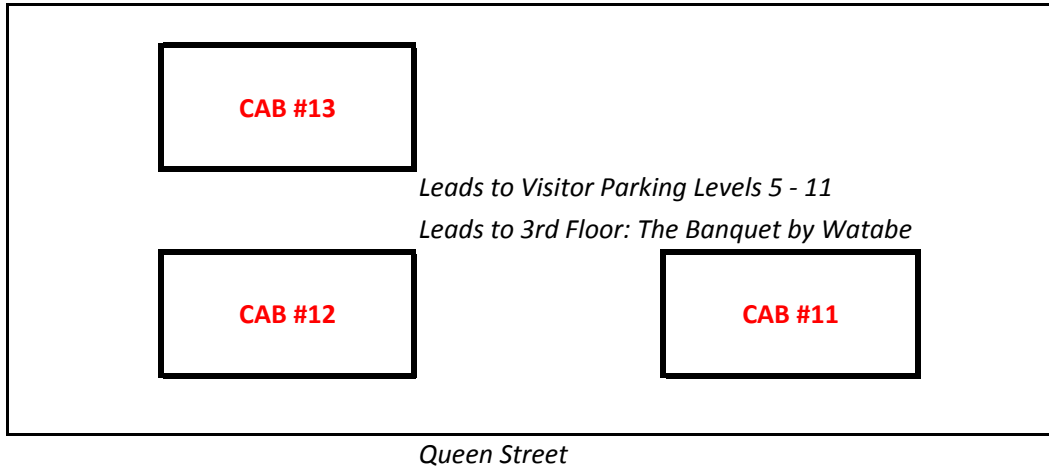 CAB #13
Leads to Visitor Parking Levels 5 - 11
Leads to 3rd Floor: The Banquet by Watabe
CAB #12
CAB #11
Queen Street